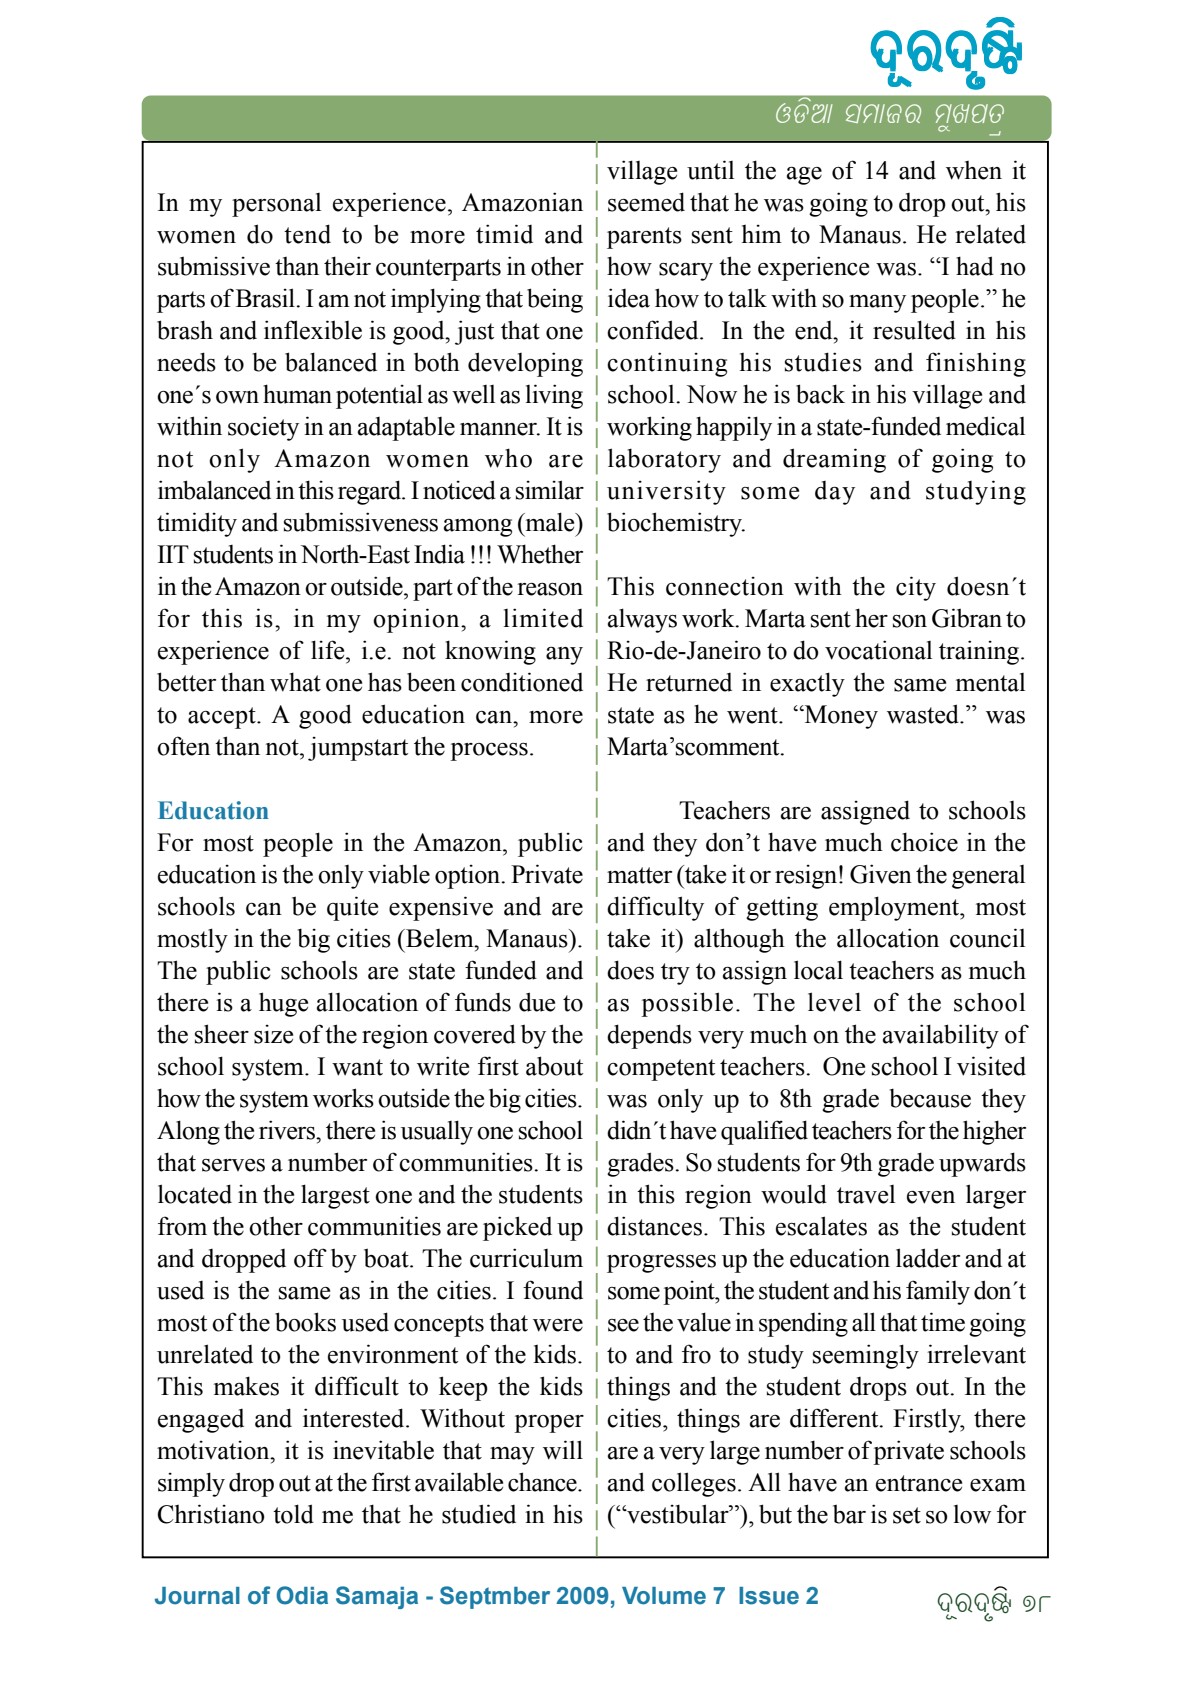 ଦୂରଦୃଷ୍ଟି
ଓଡିଆ ସମାଜର ମୁଖପତ୍ର
In my personal experience, Amazonian
women do tend to be more timid and
submissive than their counterparts in other
parts of Brasil. I am not implying that being
brash and inflexible is good, just that one
needs to be balanced in both developing
one´s own human potential as well as living
within society in an adaptable manner. It is
not only Amazon women who are
imbalanced in this regard. I noticed a similar
timidity and submissiveness among (male)
IIT students in North-East India !!! Whether
in the Amazon or outside, part of the reason
for this is, in my opinion, a limited
experience of life, i.e. not knowing any
better than what one has been conditioned
to accept. A good education can, more
often than not, jumpstart the process.
Education
For most people in the Amazon, public
education is the only viable option. Private
schools can be quite expensive and are
mostly in the big cities (Belem, Manaus).
The public schools are state funded and
there is a huge allocation of funds due to
the sheer size of the region covered by the
school system. I want to write first about
how the system works outside the big cities.
Along the rivers, there is usually one school
that serves a number of communities. It is
located in the largest one and the students
from the other communities are picked up
and dropped off by boat. The curriculum
used is the same as in the cities. I found
most of the books used concepts that were
unrelated to the environment of the kids.
This makes it difficult to keep the kids
engaged and interested. Without proper
motivation, it is inevitable that may will
simply drop out at the first available chance.
Christiano told me that he studied in his
village until the age of 14 and when it
seemed that he was going to drop out, his
parents sent him to Manaus. He related
how scary the experience was. “I had no
idea how to talk with so many people.” he
confided.  In the end, it resulted in his
continuing his studies and finishing
school. Now he is back in his village and
working happily in a state-funded medical
laboratory and dreaming of going to
university some day and studying
biochemistry.
This connection with the city doesn´t
always work. Marta sent her son Gibran to
Rio-de-Janeiro to do vocational training.
He returned in exactly the same mental
state as he went. “Money wasted.” was
Marta’scomment.
Teachers are assigned to schools
and they don’t have much choice in the
matter (take it or resign! Given the general
difficulty of getting employment, most
take it) although the allocation council
does try to assign local teachers as much
as possible. The level of the school
depends very much on the availability of
competent teachers.  One school I visited
was only up to 8th grade because they
didn´t have qualified teachers for the higher
grades. So students for 9th grade upwards
in this region would travel even larger
distances. This escalates as the student
progresses up the education ladder and at
some point, the student and his family don´t
see the value in spending all that time going
to and fro to study seemingly irrelevant
things and the student drops out. In the
cities, things are different. Firstly, there
are a very large number of private schools
and colleges. All have an entrance exam
(“vestibular”), but the bar is set so low for
Journal of Odia Samaja - Septmber 2009, Volume 7  Issue 2
ଦୂରଦୃଷ୍ଟି ୭୮